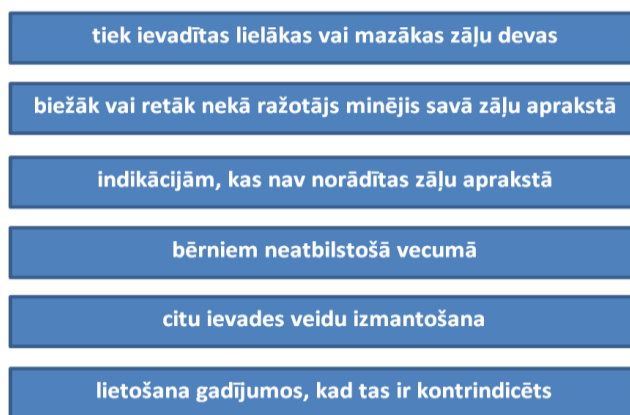 tiek ievadītas lielākas vai mazākas zāļu devas
biežāk vai retāk nekā ražotājs minējis savā zāļu aprakstā
indikācijām, kas nav norādītas zāļu aprakstā
bērniem neatbilstošā vecumā
citu ievades veidu izmantošana
lietošana gadījumos, kad tas ir kontrindicēts